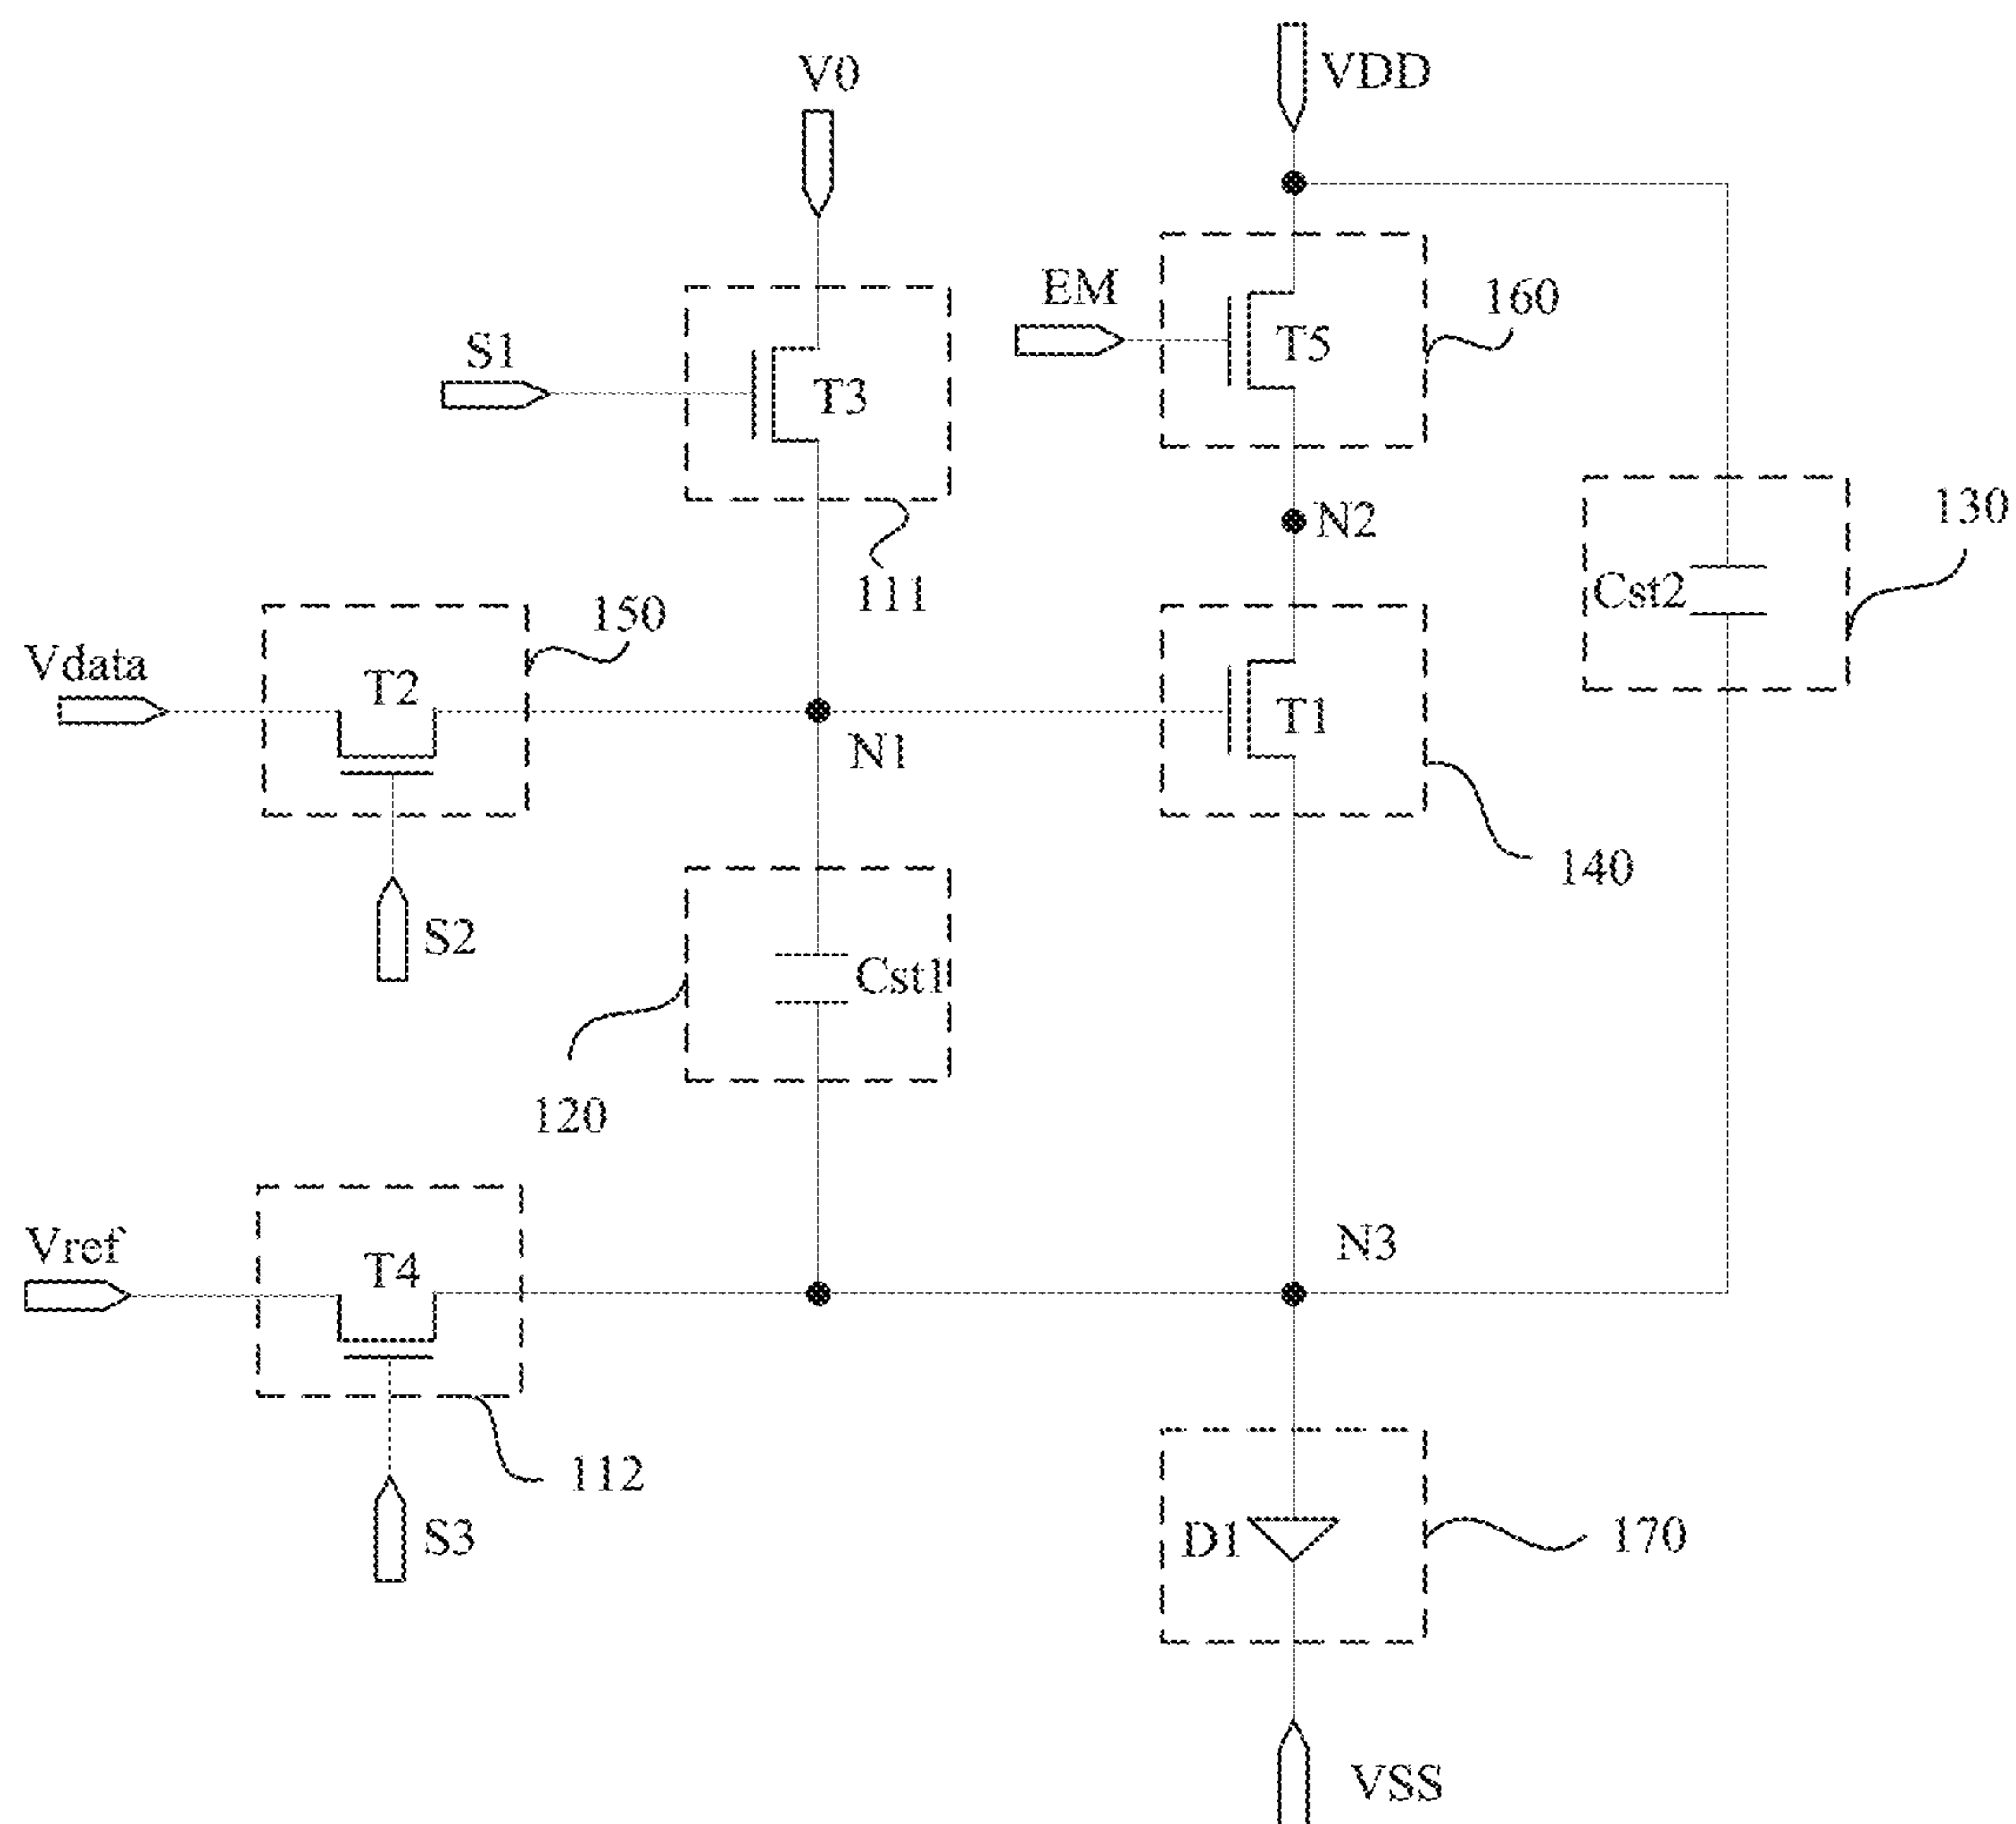 VDD
V0
EM
160
S1
T5
T3
130
N2
Cst2
111
150
Vdata
T2
T1
N1
140
S2
Cst1
120
N3
Vref
T4
112
S3
D1
170
VSS